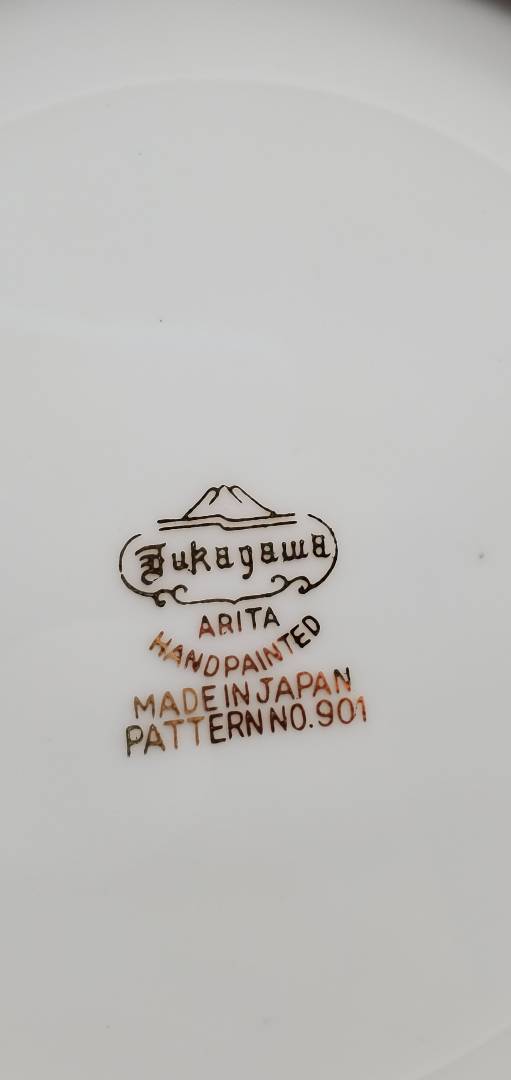 Fukagawa
ARITA
HANDPAINTED
MADE IN JAPAN
PATTERN NO. 901